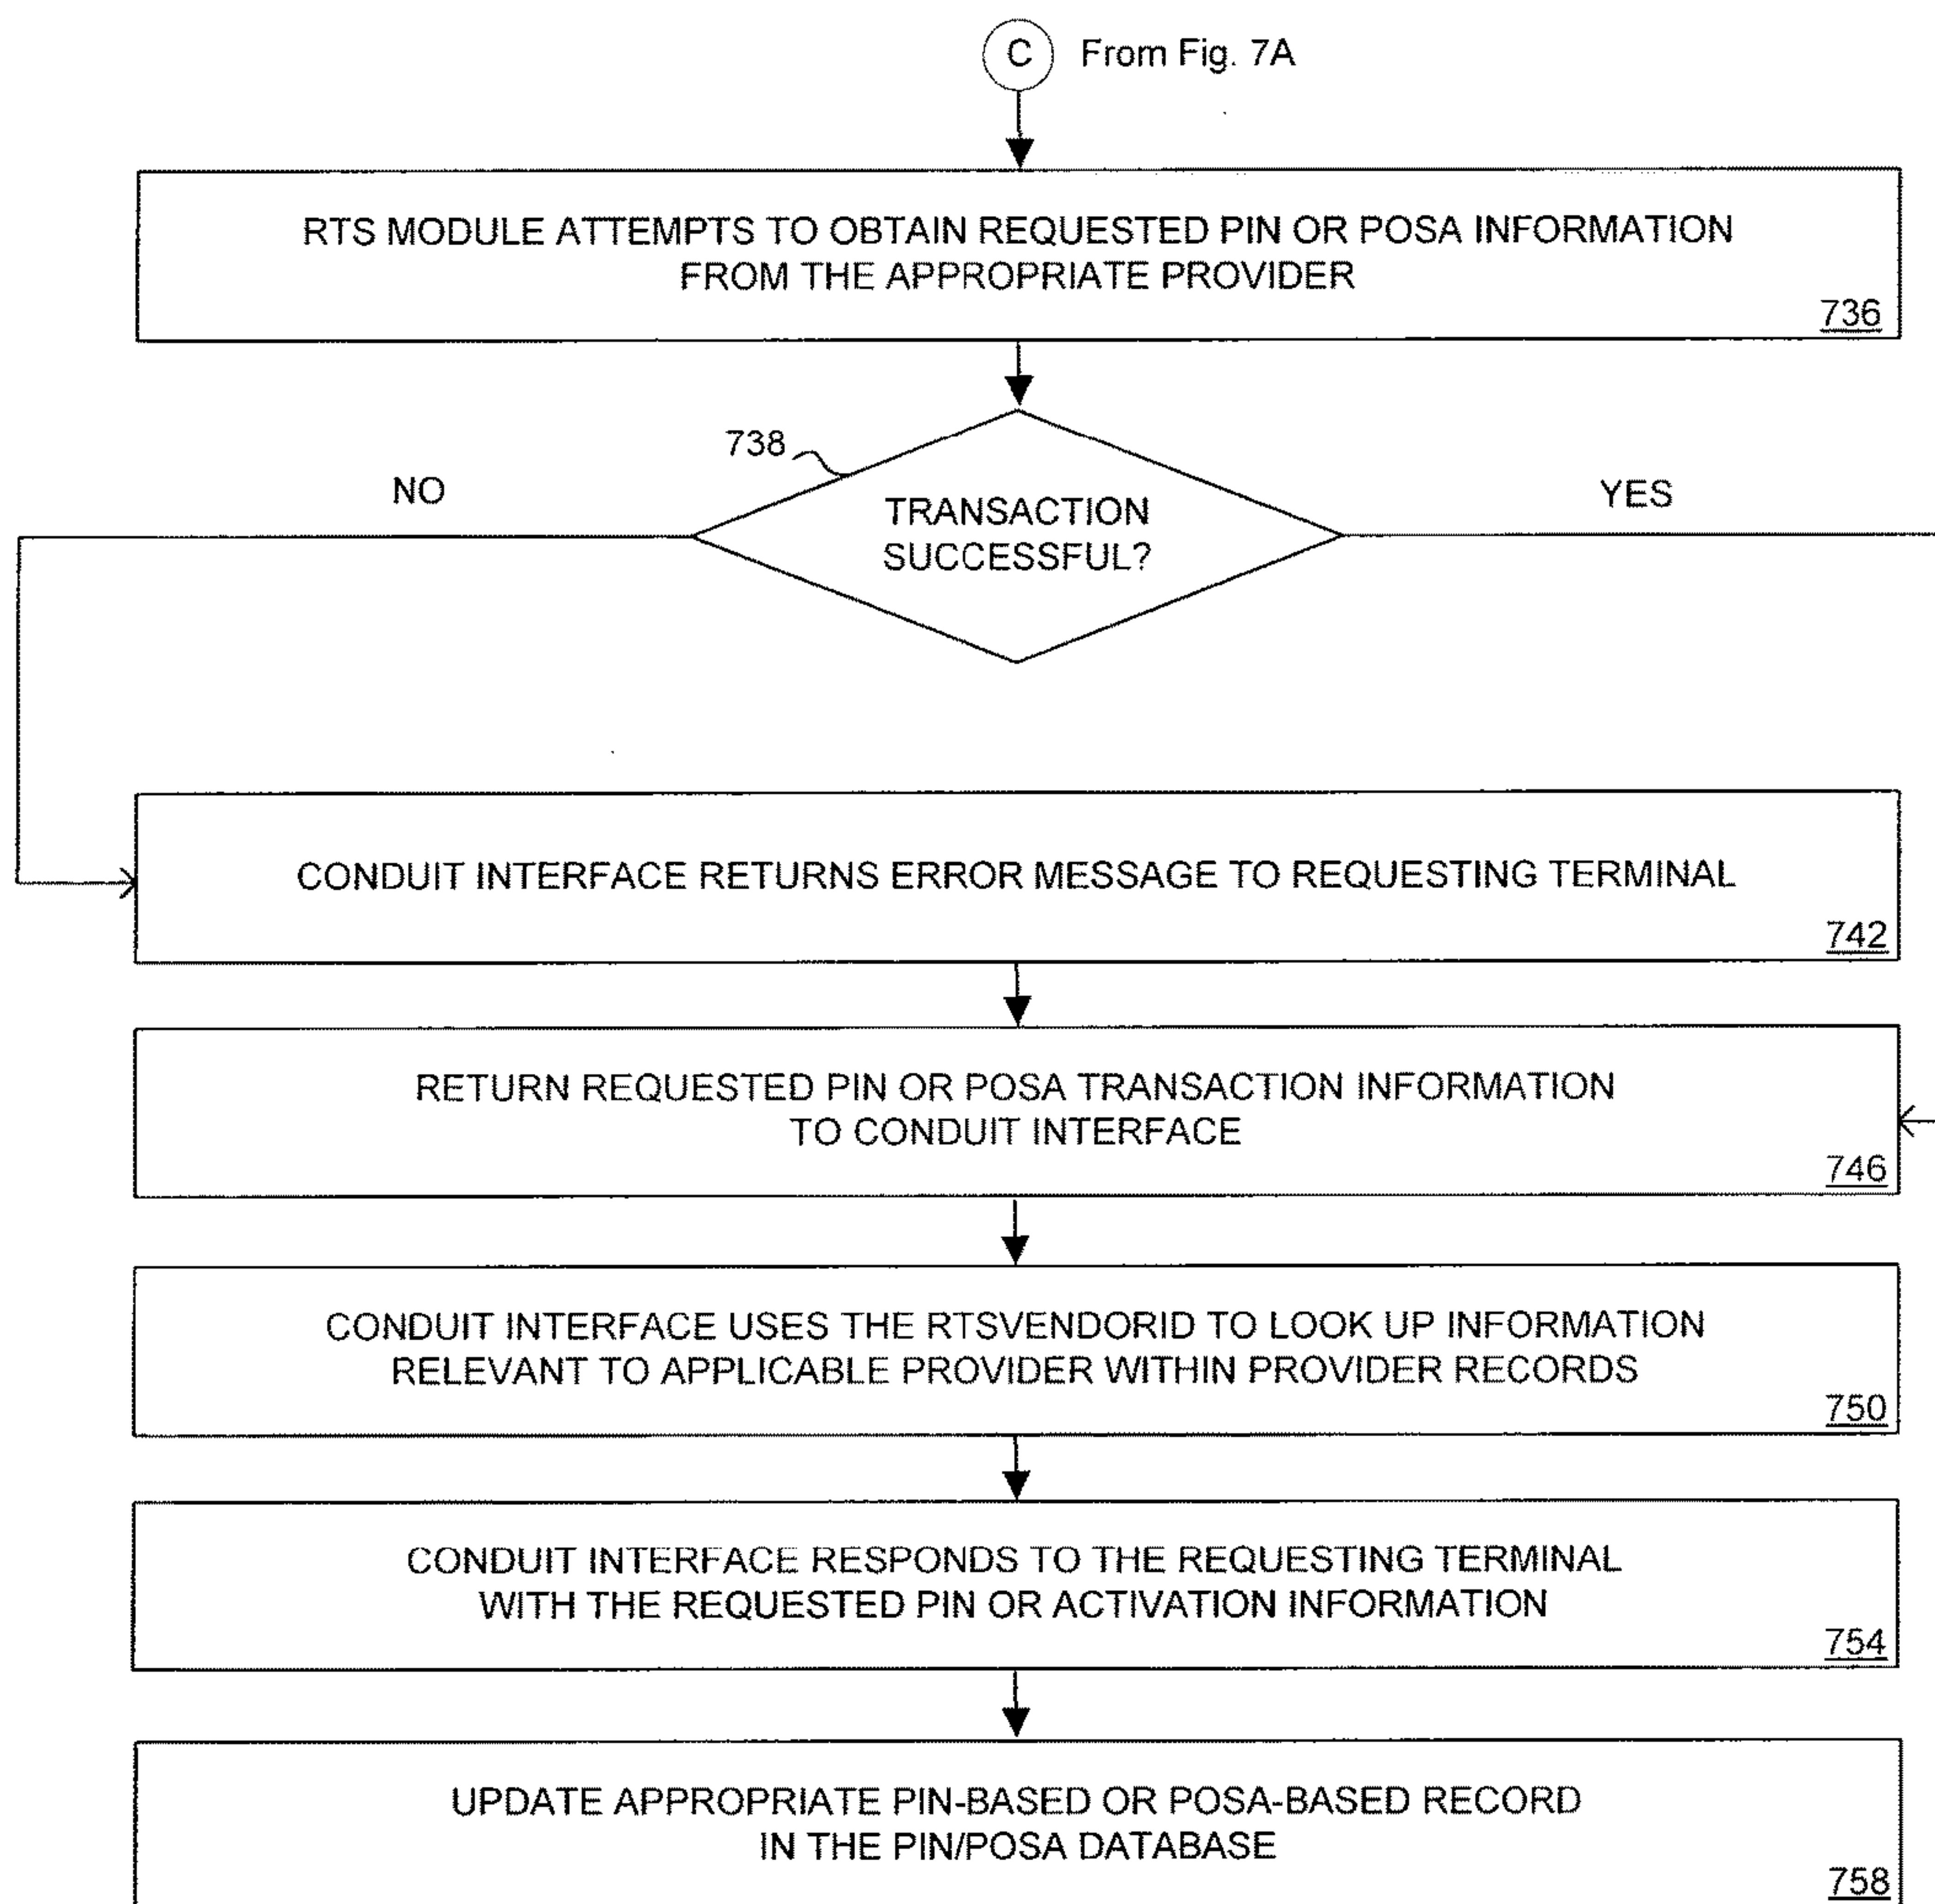 C From Fig. 7A
RTS MODULE ATTEMPTS TO OBTAIN REQUESTED PIN OR POSA INFORMATION
FROM THE APPROPRIATE PROVIDER
736
738
NO
YES
TRANSACTION
SUCCESSFUL?
CONDUIT INTERFACE RETURNS ERROR MESSAGE TO REQUESTING TERMINAL
742
RETURN REQUESTED PIN OR POSA TRANSACTION INFORMATION
TO CONDUIT INTERFACE
746
CONDUIT INTERFACE USES THE RTSVENDORID TO LOOK UP INFORMATION
RELEVANT TO APPLICABLE PROVIDER WITHIN PROVIDER RECORDS
750
CONDUIT INTERFACE RESPONDS TO THE REQUESTING TERMINAL
WITH THE REQUESTED PIN OR ACTIVATION INFORMATION
754
UPDATE APPROPRIATE PIN-BASED OR POSA-BASED RECORD
IN THE PIN/POSA DATABASE
758